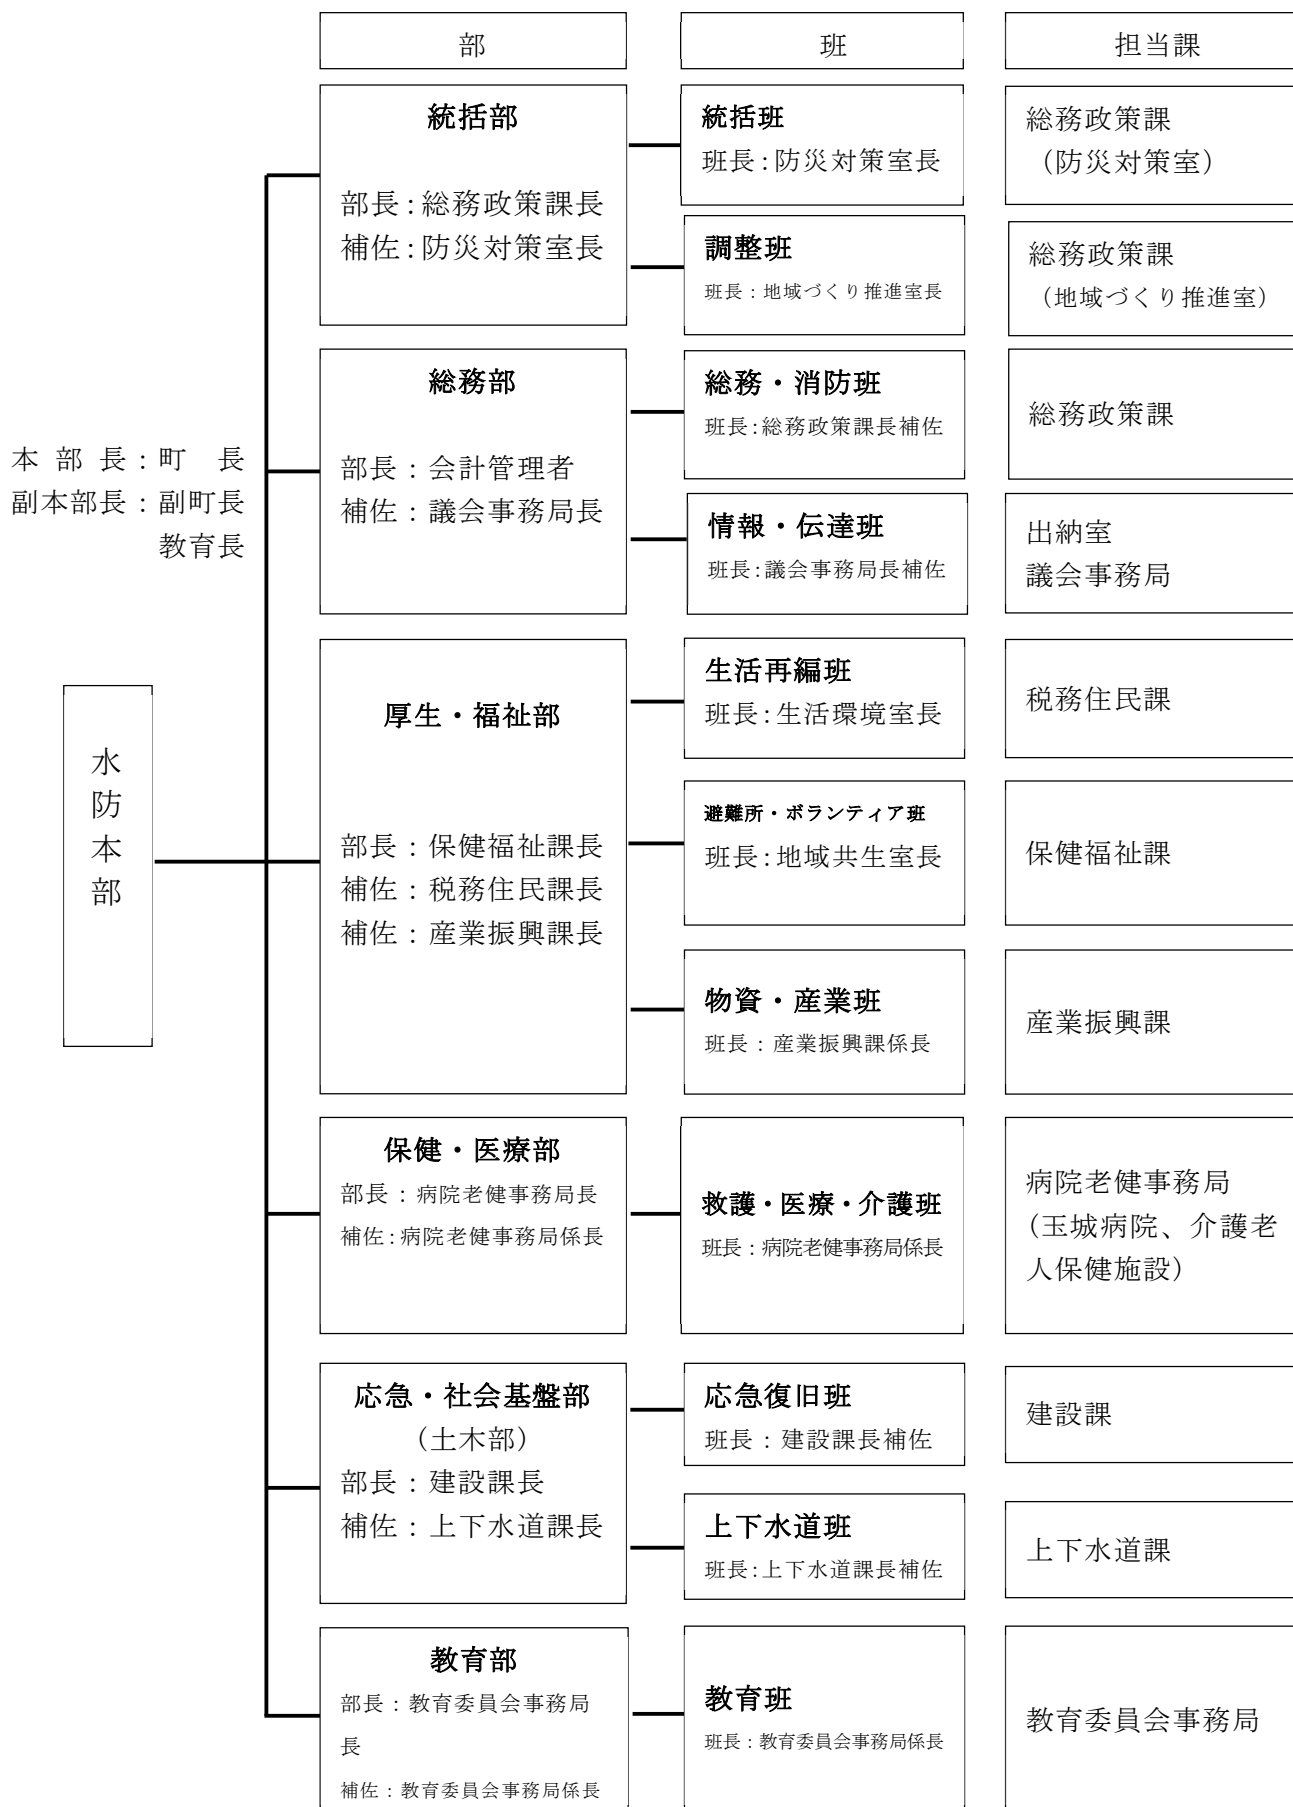 部
班
担当課
統括部
部長：総務政策課長
補佐：防災対策室長
統括班
班長：防災対策室長
総務政策課
（防災対策室）
調整班
班長：地域づくり推進室長
総務政策課
（地域づくり推進室）
本部長：町　長
副本部長：副町長
教育長
水防本部
総務部
部長：会計管理者
補佐：議会事務局長
総務・消防班
班長：総務政策課長補佐
総務政策課
情報・伝達班
班長：議会事務局長補佐
出納室
議会事務局
厚生・福祉部
部長：保健福祉課長
補佐：税務住民課長
補佐：産業振興課長
生活再編班
班長：生活環境室長
税務住民課
避難所・ボランティア班
班長：地域共生室長
保健福祉課
物資・産業班
班長：産業振興課係長
産業振興課
保健・医療部
部長：病院老健事務局長
補佐：病院老健事務局係長
救護・医療・介護班
班長：病院老健事務局係長
病院老健事務局
（玉城病院、介護老
人保健施設）
応急・社会基盤部
（土木部）
部長：建設課長
補佐：上下水道課長
応急復旧班
班長：建設課長補佐
建設課
上下水道班
班長：上下水道課長補佐
上下水道課
教育部
部長：教育委員会事務局
長
補佐：教育委員会事務局係長
教育班
班長：教育委員会事務局係長
教育委員会事務局